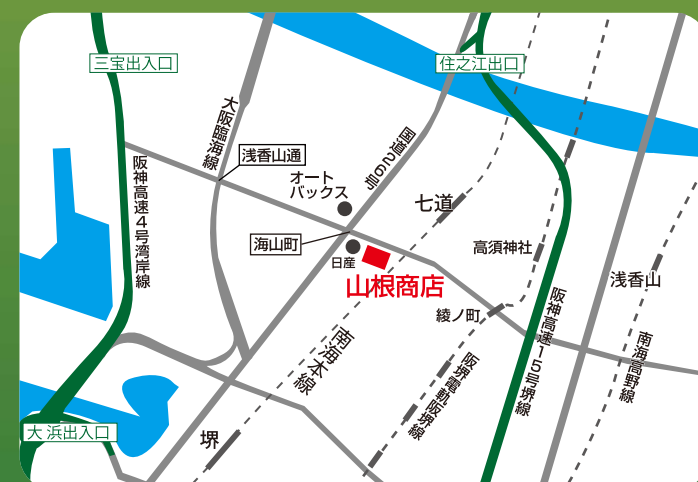 三宝出入口
住之江出口
大阪臨海線
浅香山通
国道26号
オート
バックス
阪神高速4号湾岸線
七道
海山町
日産
高須神社
山根商店
浅香山
綾ノ町
阪神高速15号堺線
南海本線
阪堺電軌阪堺線
南海高野線
大浜出入口
堺